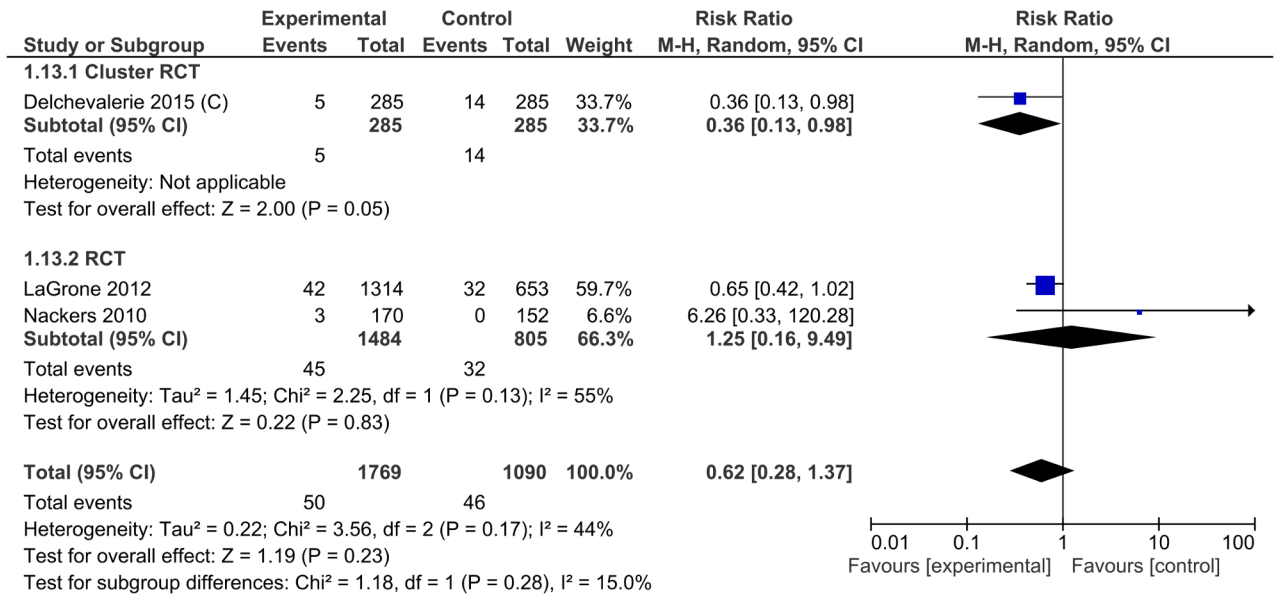 Experimental Control Risk Ratio Risk Ratio
Study or Subgroup Events Total Events Total Weight M-H, Random, 95% CI M-H, Random, 95% CI
1.13.1 Cluster RCT
Delchevalerie 2015 (C) 5 285 14 285 33.7% 0.36 [0.13, 0.98]
Subtotal (95% CI) 285 285 33.7% 0.36 [0.13, 0.98]
Total events 5 14
Heterogeneity: Not applicable
Test for overall effect: Z = 2.00 (P = 0.05)
1.13.2 RCT
LaGrone 2012 42 1314 32 653 59.7% 0.65 [0.42, 1.02]
Nackers 2010 3 170 0 152 6.6% 6.26 [0.33, 120.28]
Subtotal (95% CI) 1484 805 66.3% 1.25 [0.16, 9.49]
Total events 45 32
Heterogeneity: Tau² = 1.45; Chi² = 2.25, df = 1 (P = 0.13); I² = 55%
Test for overall effect: Z = 0.22 (P = 0.83)
Total (95% CI) 1769 1090 100.0% 0.62 [0.28, 1.37]
Total events 50 46
Heterogeneity: Tau² = 0.22; Chi² = 3.56, df = 2 (P = 0.17); I² = 44%
Test for overall effect: Z = 1.19 (P = 0.23)
Test for subgroup differences: Chi² = 1.18, df = 1 (P = 0.28), I² = 15.0%
0.01 0.1 1 10 100
Favours [experimental] Favours [control]